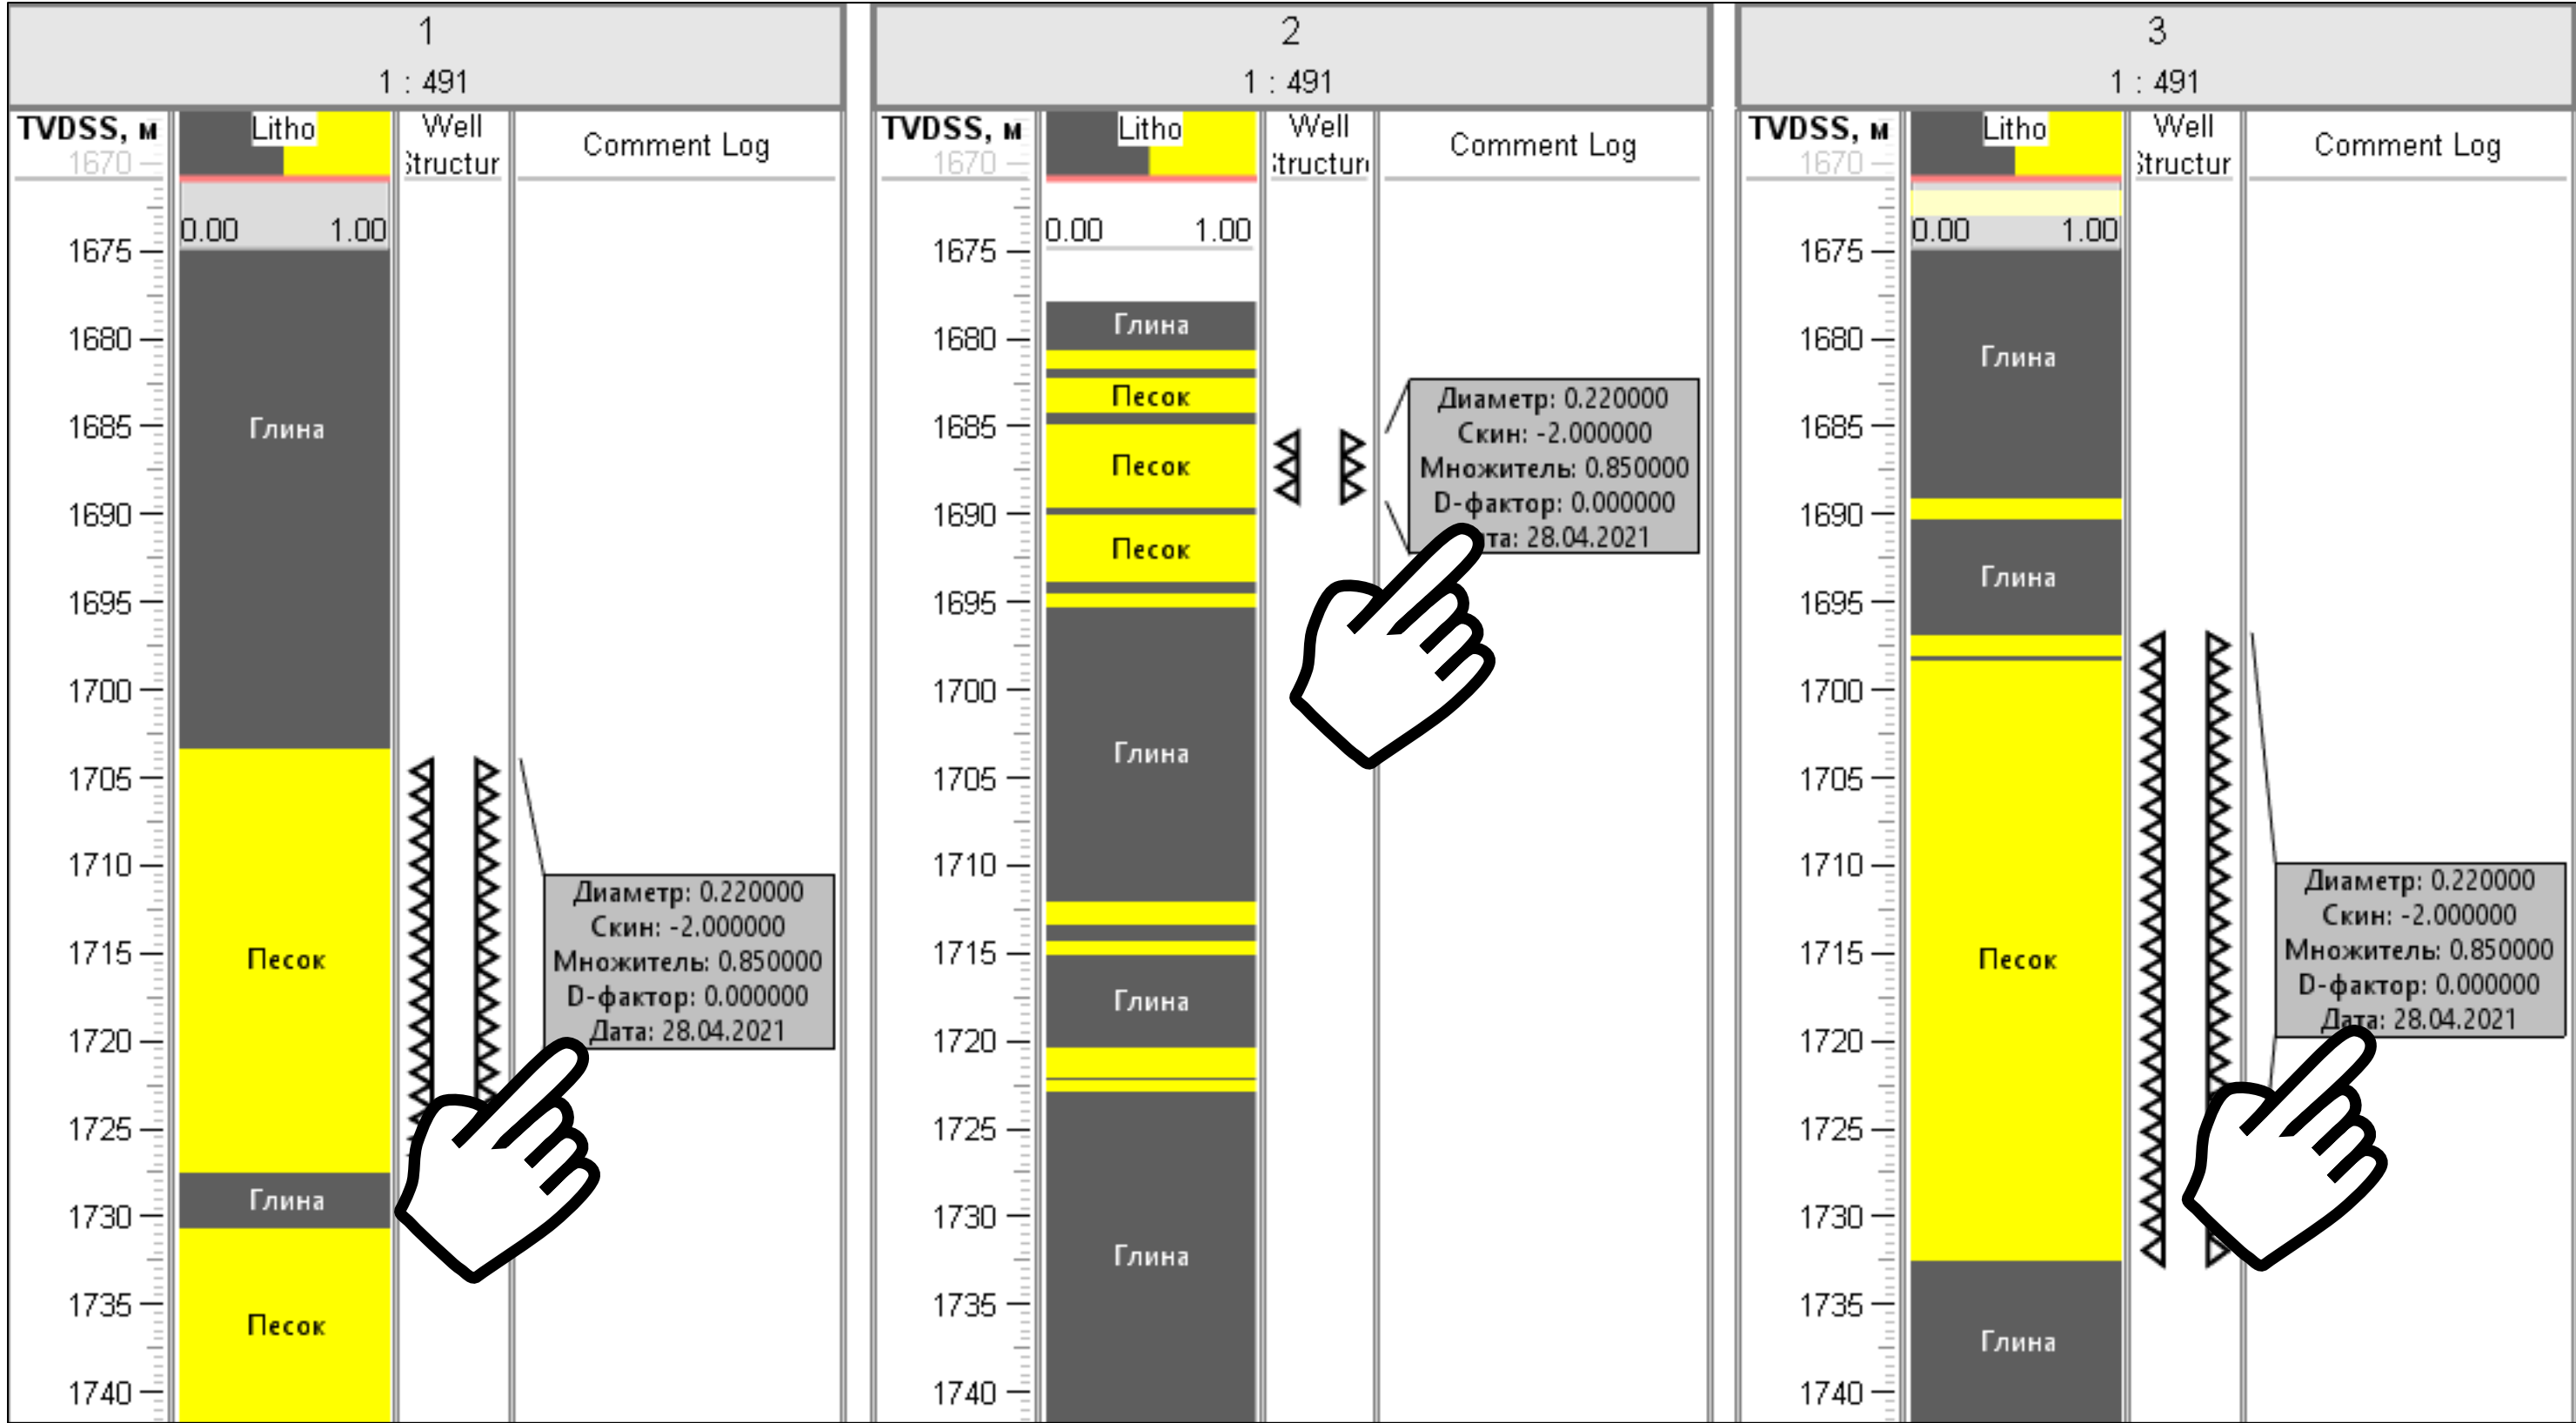 1
1 : 491
TVDSS, м
1670
Litho
Well
Structur
Comment Log
0.00 1.00
1675
1680
1685
1690
1695
1700
1705
1710
1715
1720
1725
1730
1735
1740
Глина
Песок
Глина
Песок
Диаметр: 0.220000
Скин: -2.000000
Множитель: 0.850000
D-фактор: 0.000000
Дата: 28.04.2021
2
1 : 491
TVDSS, м
1670
Litho
Well
tructur
Comment Log
0.00 1.00
1675
1680
1685
1690
1695
1700
1705
1710
1715
1720
1725
1730
1735
1740
Глина
Песок
Песок
Песок
Глина
Глина
Глина
Диаметр: 0.220000
Скин: -2.000000
Множитель: 0.850000
D-фактор: 0.000000
та: 28.04.2021
3
1 : 491
TVDSS, м
1670
Litho
Well
Structur
Comment Log
0.00 1.00
1675
1680
1685
1690
1695
1700
1705
1710
1715
1720
1725
1730
1735
1740
Глина
Глина
Песок
Глина
Диаметр: 0.220000
Скин: -2.000000
Множитель: 0.850000
D-фактор: 0.000000
Дата: 28.04.2021